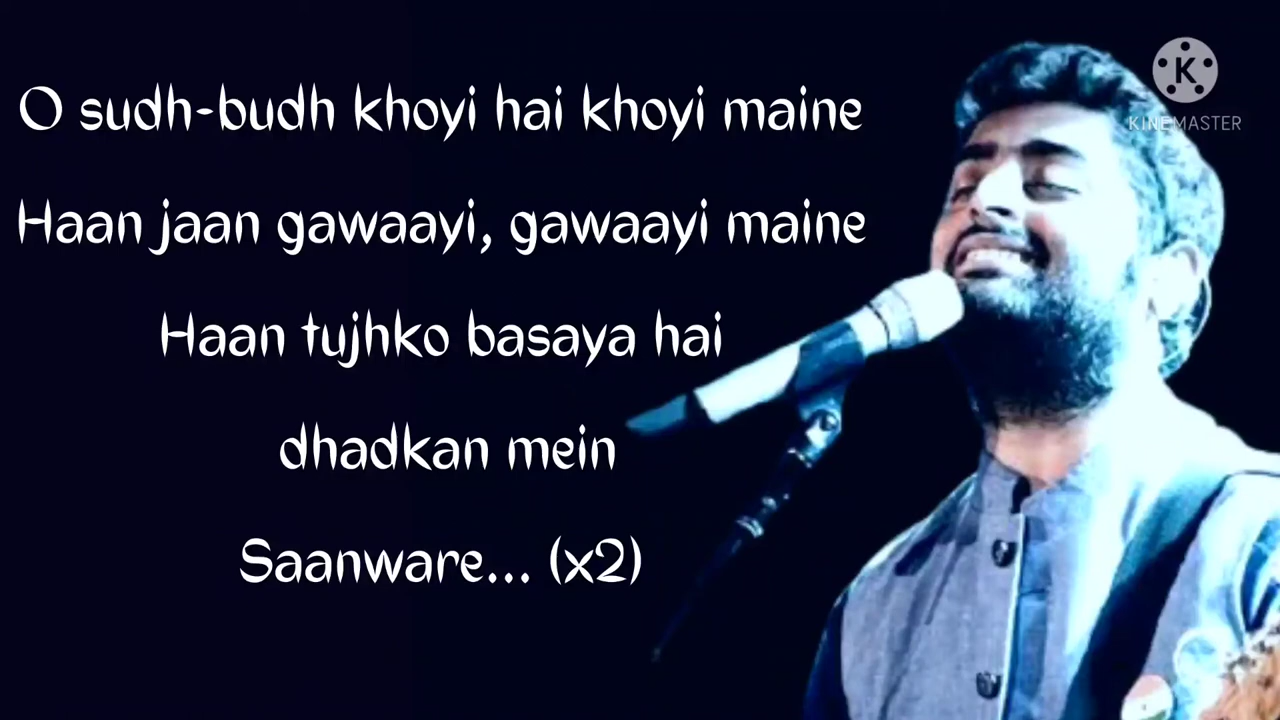 O sudh-budh khoyi hai khoyi maine
Haan jaan gawaayi, gawaayi maine
Haan tujhko basaya hai
dhadkan mein
Saanware... (x2)
K
KINEMASTER